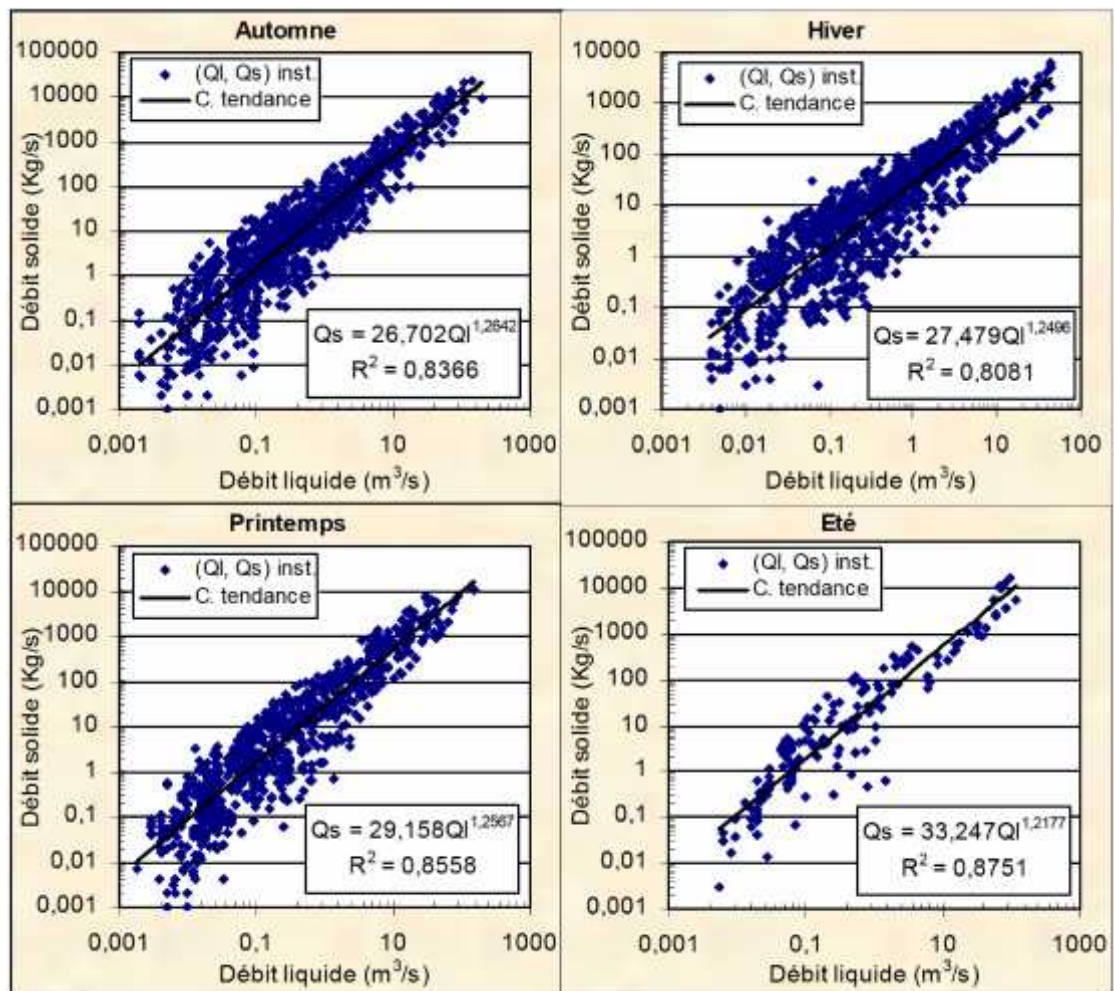 Automne
100000
10000
1000
100
10
1
0,1
0,01
0,001
Débit solide (Kg/s)
(Ql, Qs) inst.
C. tendance
Qs = 26,702Ql^1,2642
R² = 0,8366
0,001 0,1 10 1000
Débit liquide (m³/s)
Hiver
10000
1000
100
10
1
0,1
0,01
0,001
Débit solide (Kg/s)
(Ql, Qs) inst.
C. tendance
Qs = 27,479Ql^1,2496
R² = 0,8081
0,001 0,01 0,1 1 10 100
Débit liquide (m³/s)
Printemps
100000
10000
1000
100
10
1
0,1
0,01
0,001
Débit solide (Kg/s)
(Ql, Qs) inst.
C. tendance
Qs = 29,158Ql^1,2567
R² = 0,8558
0,001 0,1 10 1000
Débit liquide (m³/s)
Eté
100000
10000
1000
100
10
1
0,1
0,01
0,001
Débit solide (Kg/s)
(Ql, Qs) inst.
C. tendance
Qs = 33,247Ql^1,2177
R² = 0,8751
0,001 0,1 10 1000
Débit liquide (m³/s)